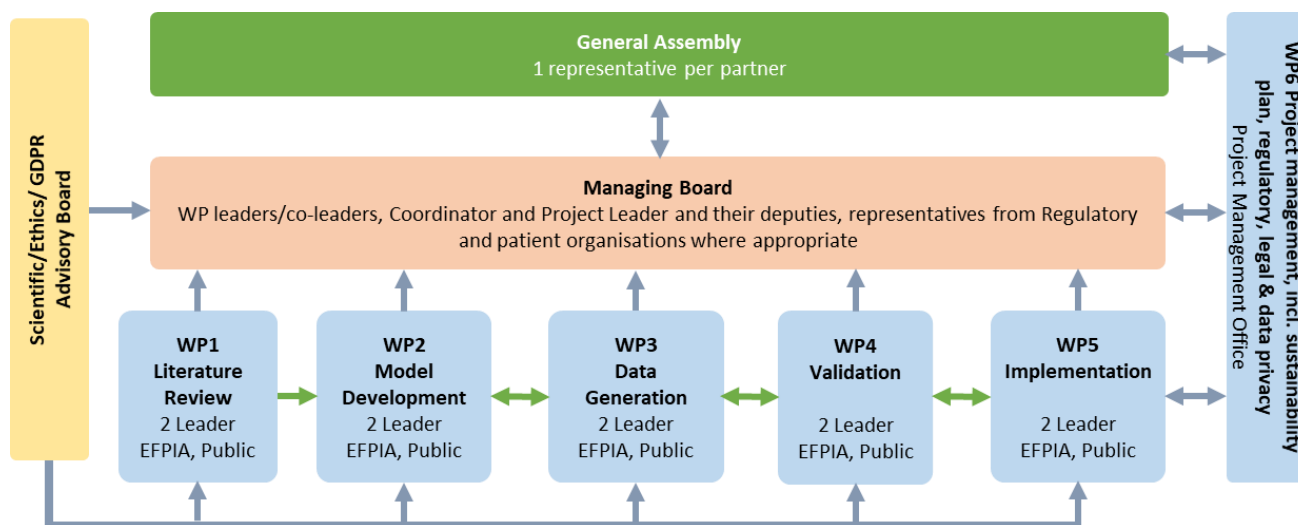 Scientific/Ethics/ GDPR
Advisory Board
General Assembly
1 representative per partner
Managing Board
WP leaders/co-leaders, Coordinator and Project Leader and their deputies, representatives from Regulatory
and patient organisations where appropriate
WP1
Literature
Review
2 Leader
EFPIA, Public
WP2
Model
Development
2 Leader
EFPIA, Public
WP3
Data
Generation
2 Leader
EFPIA, Public
WP4
Validation
2 Leader
EFPIA, Public
WP5
Implementation
2 Leader
EFPIA, Public
WP6 Project management, incl. sustainability
plan, regulatory, legal & data privacy
Project Management Office